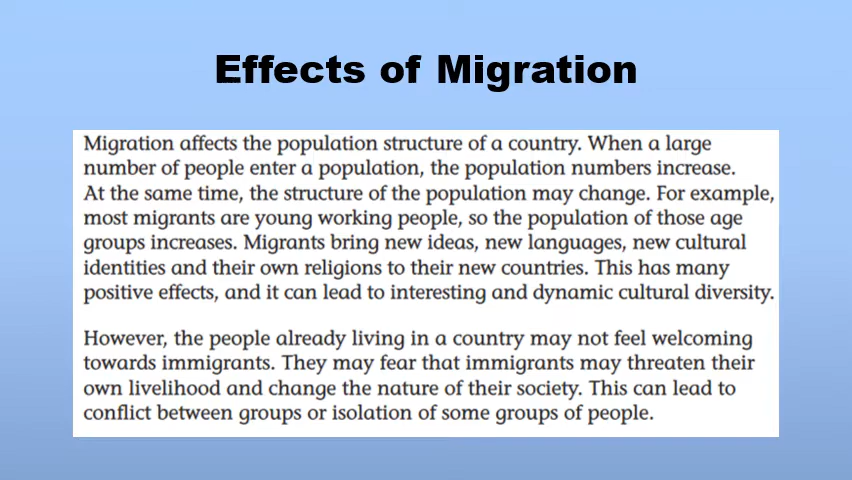 Effects of Migration
Migration affects the population structure of a country. When a large
number of people enter a population, the population numbers increase.
At the same time, the structure of the population may change. For example,
most migrants are young working people, so the population of those age
groups increases. Migrants bring new ideas, new languages, new cultural
identities and their own religions to their new countries. This has many
positive effects, and it can lead to interesting and dynamic cultural diversity.
However, the people already living in a country may not feel welcoming
towards immigrants. They may fear that immigrants may threaten their
own livelihood and change the nature of their society. This can lead to
conflict between groups or isolation of some groups of people.